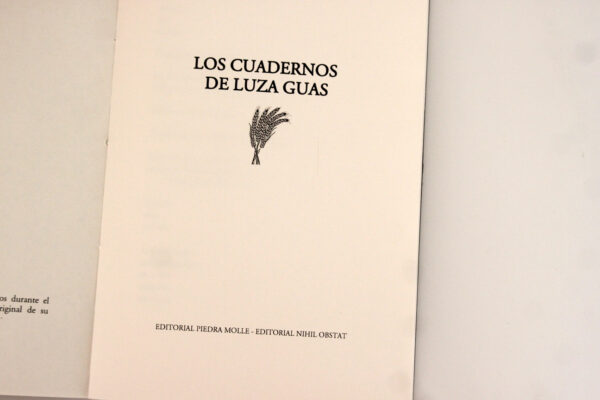 os durante el
riginal de su
LOS CUADERNOS
DE LUZA GUAS
EDITORIAL PIEDRA MOLLE - EDITORIAL NIHIL OBSTAT